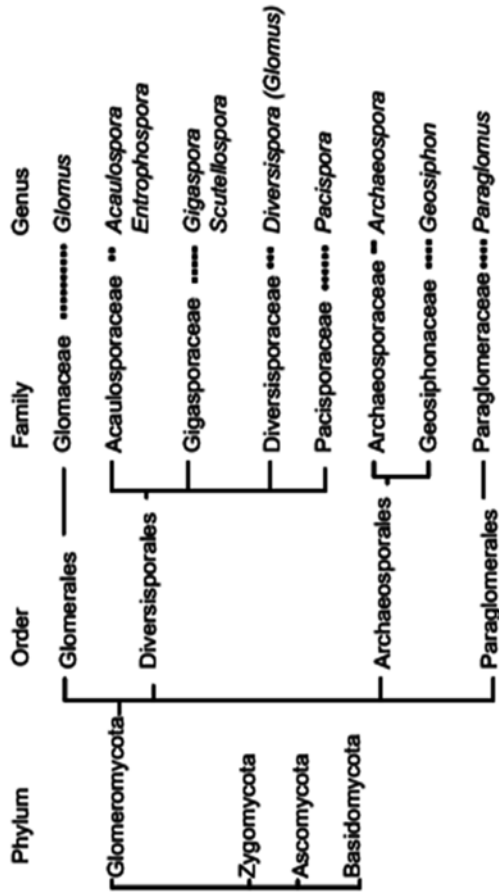 Phylum Order Family Genus
Glomeromycota
Zygomycota
Ascomycota
Basidomycota
Glomerales
Diversisporales
Archaeosporales
Paraglomerales
Glomaceae
Acaulosporaceae
Gigasporaceae
Diversisporaceae
Pacisporaceae
Archaeosporaceae
Geosiphonaceae
Paraglomeraceae
Glomus
Acaulospora
Entrophospora
Gigaspora
Scutellospora
Diversispora (Glomus)
Pacispora
Archaeospora
Geosiphon
Paraglomus